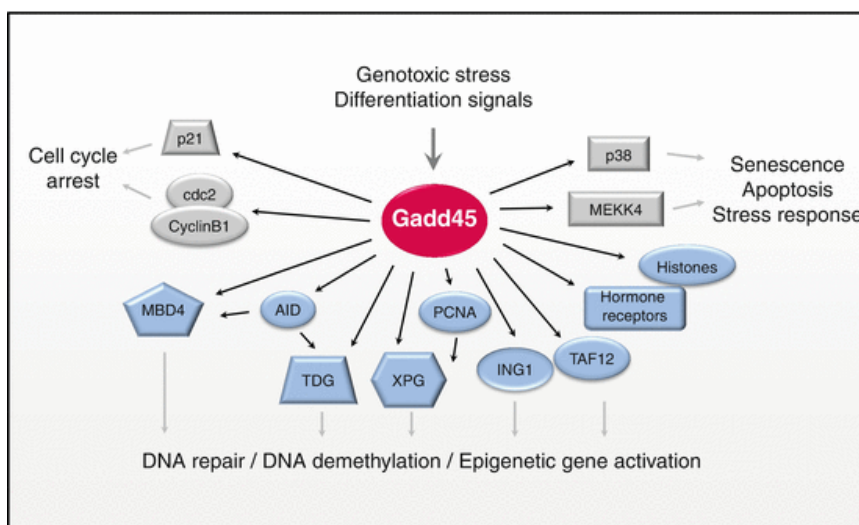 Genotoxic stress
Differentiation signals
p21
Cell cycle
arrest
cdc2
CyclinB1
Gadd45
p38
MEKK4
Senescence
Apoptosis
Stress response
Histones
Hormone
receptors
MBD4
AID
PCNA
TDG
XPG
ING1
TAF12
DNA repair / DNA demethylation / Epigenetic gene activation